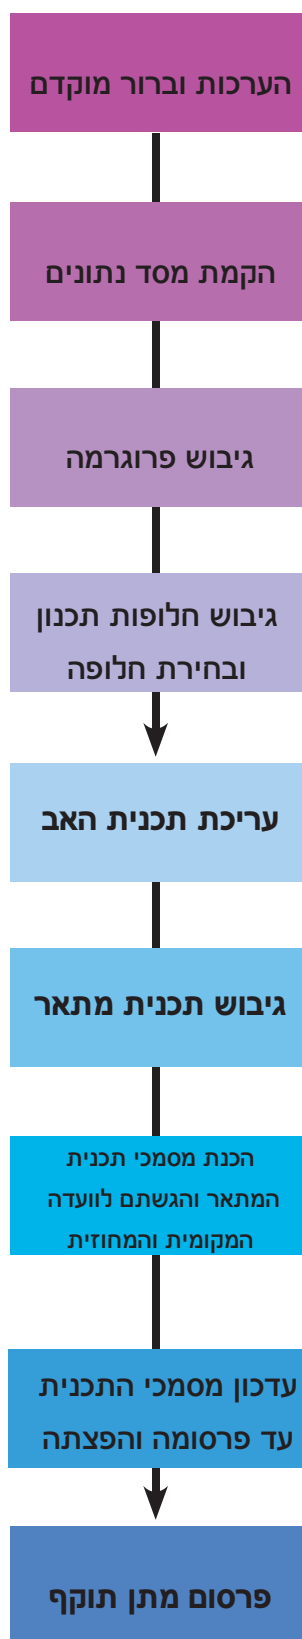 הערכות וברור מוקדם
הקמת מסד נתונים
גיבוש פרוגרמה
גיבוש חלופות תכנון
ובחירת חלופה
עריכת תכנית האב
גיבוש תכנית מתאר
הכנת מסמכי תכנית
המתאר והגשתם לוועדה
המקומית והמחוזית
עדכון מסמכי התכנית
עד פרסומה והפצתה
פרסום מתן תוקף